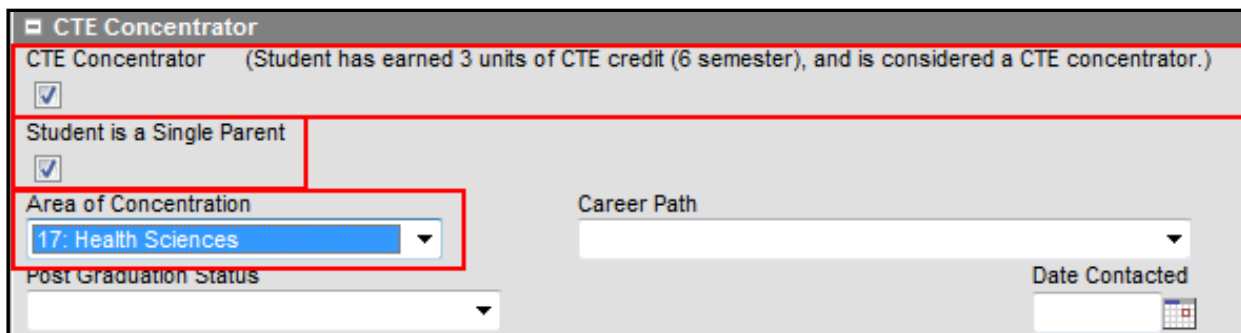 CTE Concentrator
CTE Concentrator (Student has earned 3 units of CTE credit (6 semester), and is considered a CTE concentrator.)
Student is a Single Parent
Area of Concentration Career Path
17: Health Sciences
Post Graduation Status Date Contacted